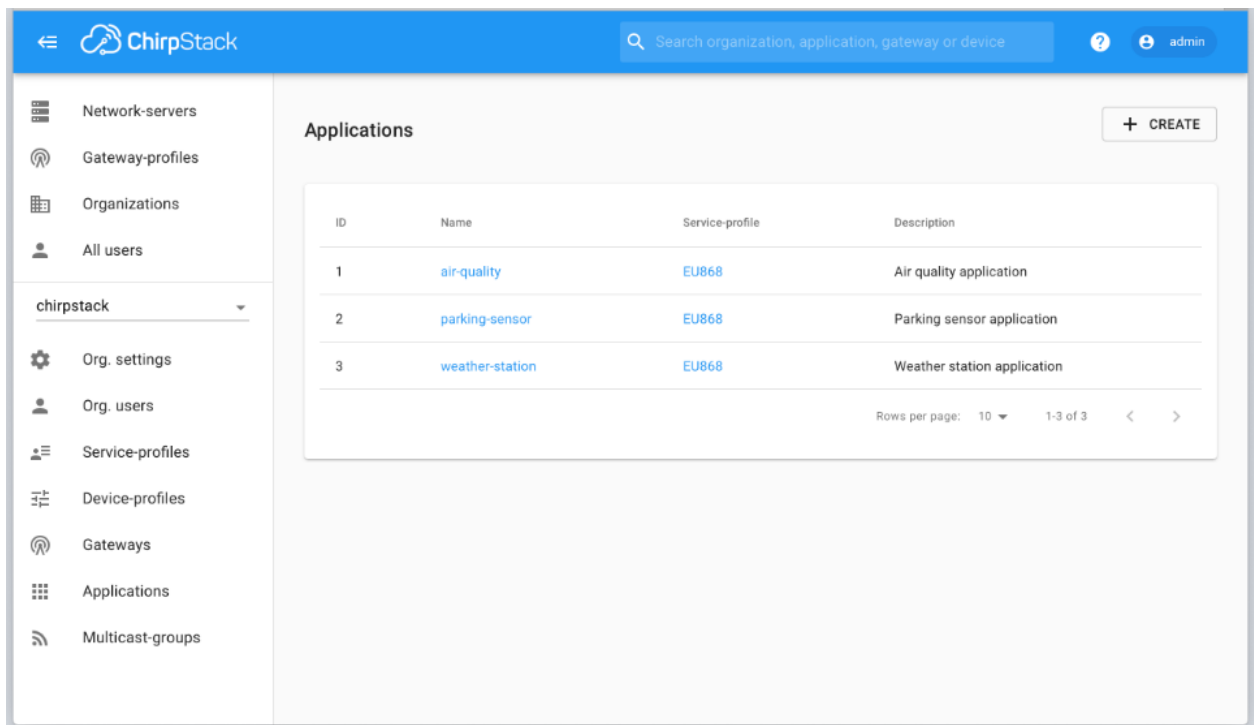 ChirpStack
Search organization, application, gateway or device
? admin
Network-servers
Gateway-profiles
Organizations
All users
chirpstack
Org. settings
Org. users
Service-profiles
Device-profiles
Gateways
Applications
Multicast-groups
Applications
+ CREATE
ID Name Service-profile Description
1 air-quality EU868 Air quality application
2 parking-sensor EU868 Parking sensor application
3 weather-station EU868 Weather station application
Rows per page: 10 1-3 of 3